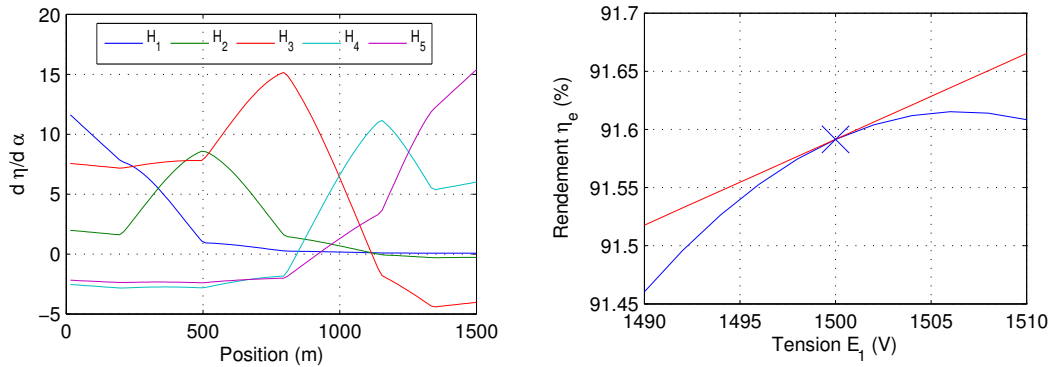 20
15
10
5
0
−5
0
500
1000
1500
d η/d α
Position (m)
H1
H2
H3
H4
H5
91.7
91.65
91.6
91.55
91.5
91.45
1490
1495
1500
1505
1510
Rendement ηe (%)
Tension E1 (V)